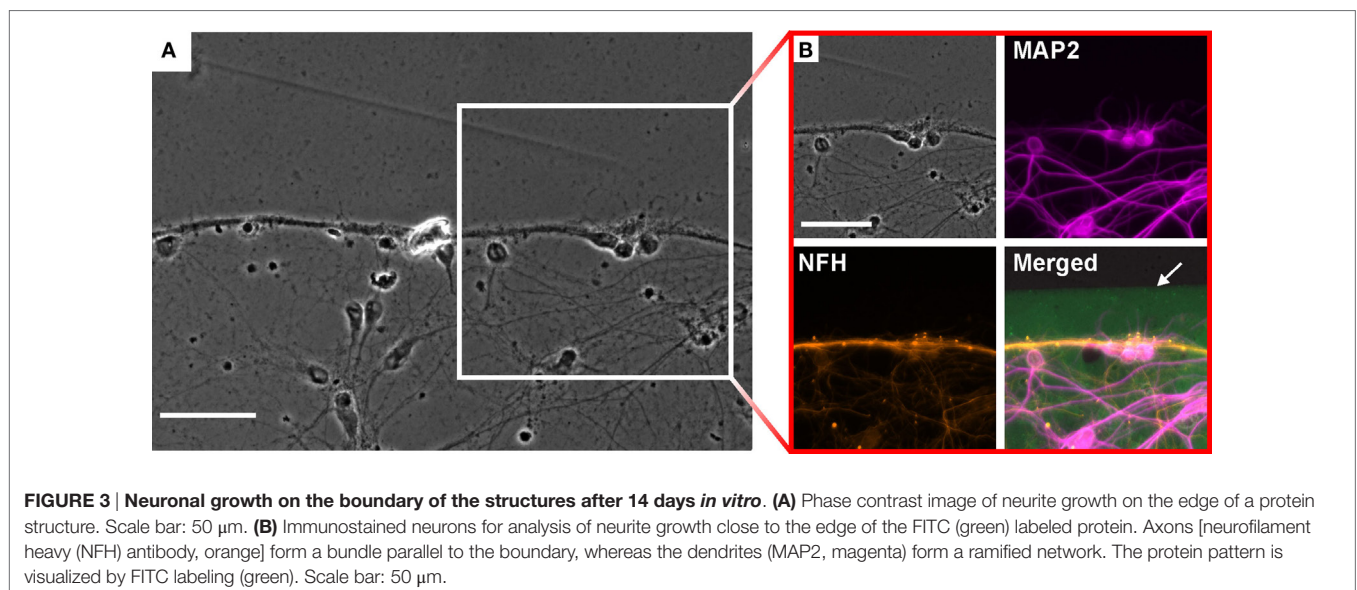 A
B
MAP2
NFH
Merged
FIGURE 3 | Neuronal growth on the boundary of the structures after 14 days in vitro. (A) Phase contrast image of neurite growth on the edge of a protein
structure. Scale bar: 50 μm. (B) Immunostained neurons for analysis of neurite growth close to the edge of the FITC (green) labeled protein. Axons [neurofilament
heavy (NFH) antibody, orange] form a bundle parallel to the boundary, whereas the dendrites (MAP2, magenta) form a ramified network. The protein pattern is
visualized by FITC labeling (green). Scale bar: 50 μm.